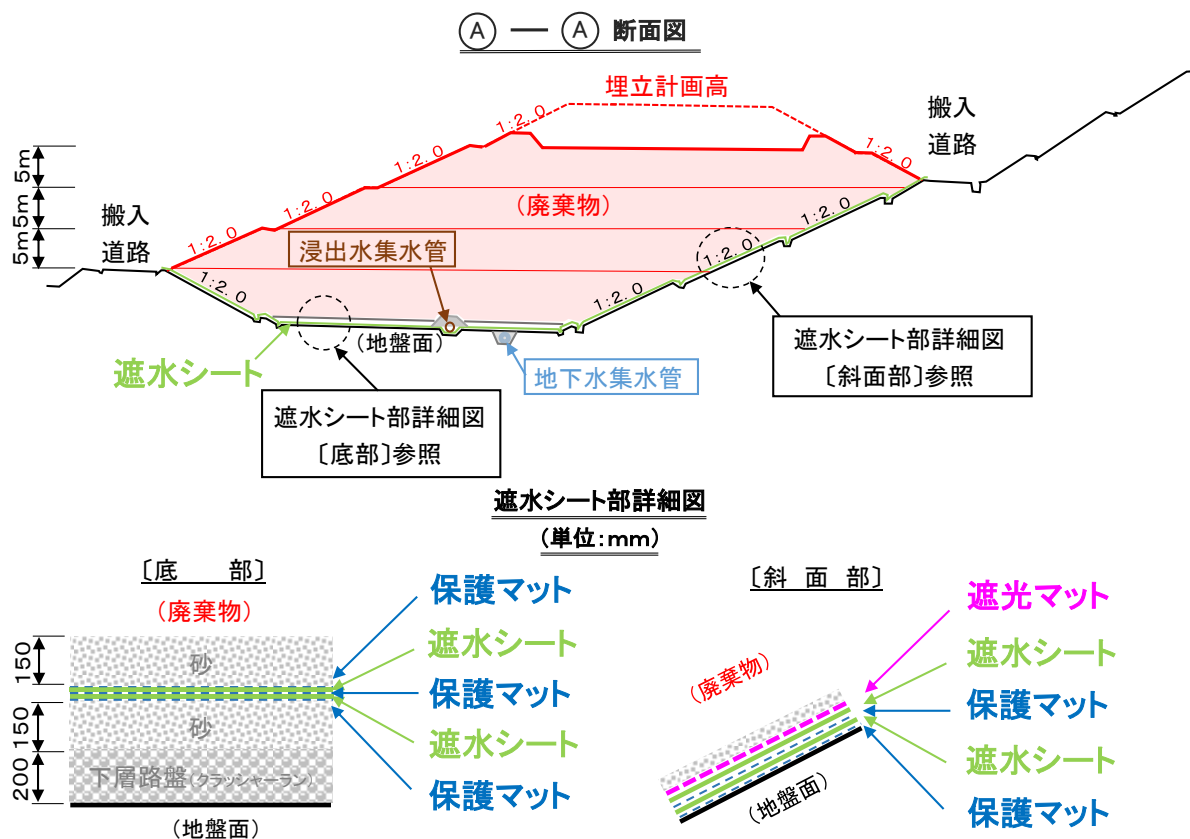 Ⓐ ― Ⓐ 断面図
埋立計画高
搬入
道路
1:2.0
1:2.0
1:2.0
1:2.0
1:2.0
1:2.0
5m
5m
5m
(廃棄物)
搬入
道路
浸出水集水管
1:2.0
1:2.0
1:2.0
1:2.0
(地盤面)
遮水シート
地下水集水管
遮水シート部詳細図
〔斜面部〕参照
遮水シート部詳細図
〔底部〕参照
遮水シート部詳細図
(単位:mm)
〔底 部〕
(廃棄物)
150
砂
150
砂
200
下層路盤(クラッシャーラン)
(地盤面)
保護マット
遮水シート
保護マット
遮水シート
保護マット
〔斜 面 部〕
(廃棄物)
(地盤面)
遮光マット
遮水シート
保護マット
遮水シート
保護マット